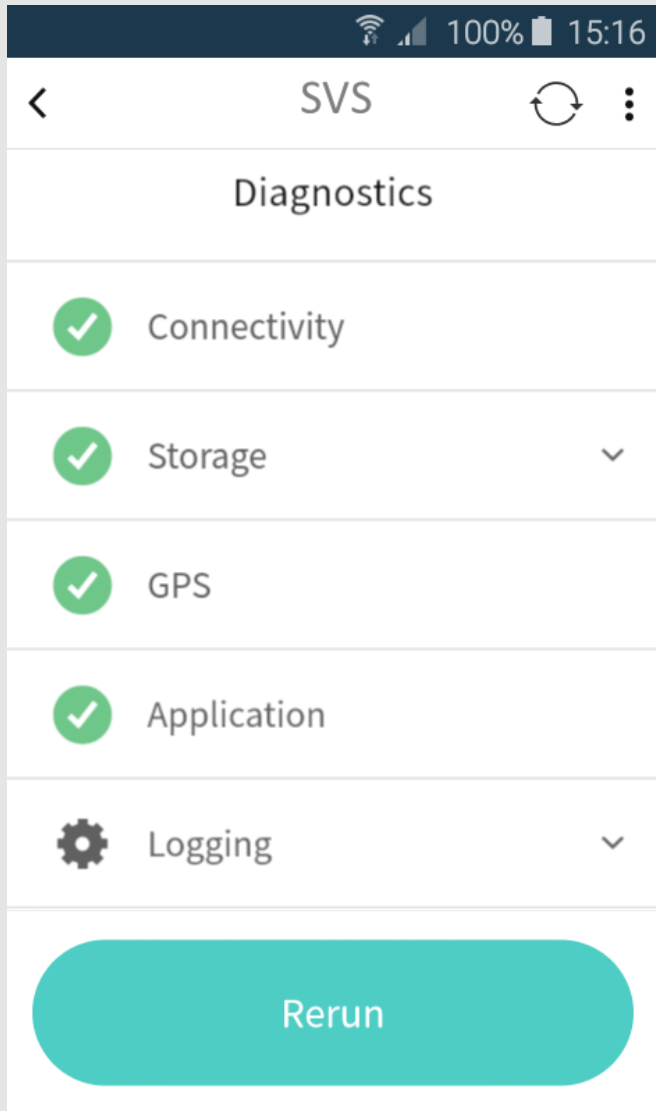 100% 15:16
SVS
Diagnostics
Connectivity
Storage
GPS
Application
Logging
Rerun